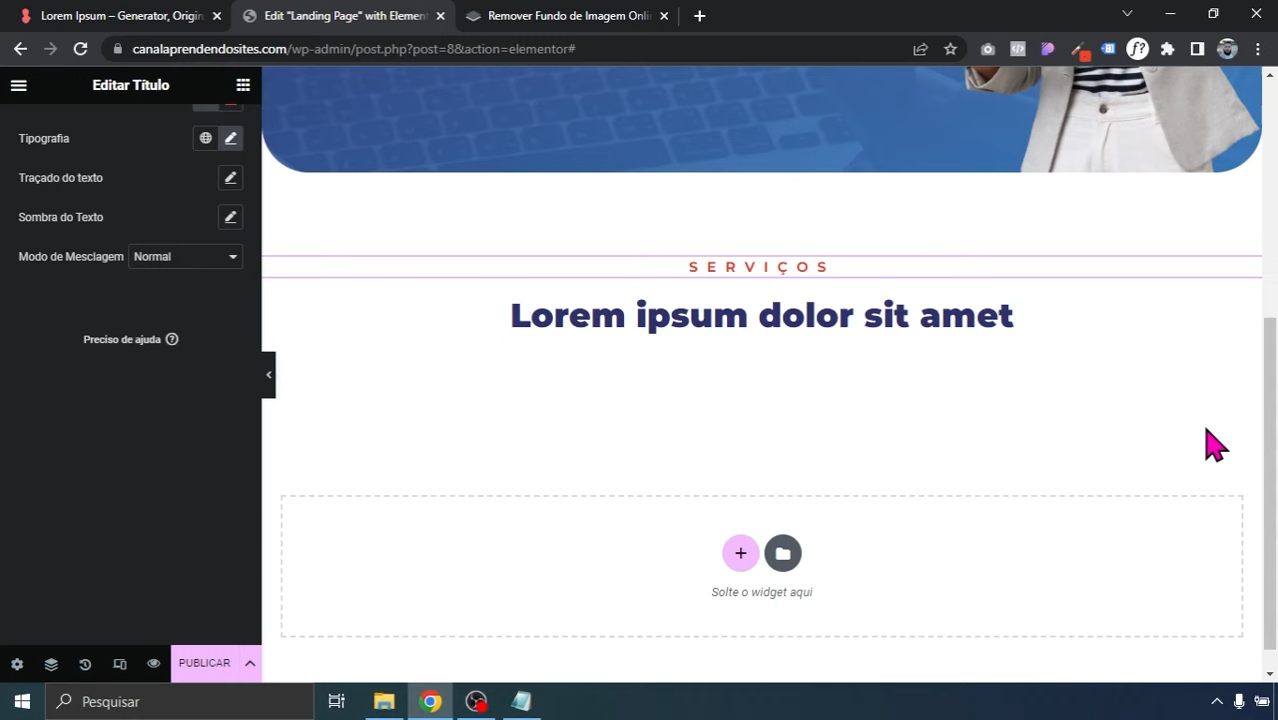 Lorem Ipsum – Generator, Origin
Edit "Landing Page" with Element
Remover Fundo de Imagem Onli
canalaprendendosites.com/wp-admin/post.php?post=8&action=elementor#
Editar Título
Tipografia
Traçado do texto
Sombra do Texto
Modo de Mesclagem
Normal
Preciso de ajuda
PUBLICAR
SERVIÇOS
Lorem ipsum dolor sit amet
Solte o widget aqui
Pesquisar